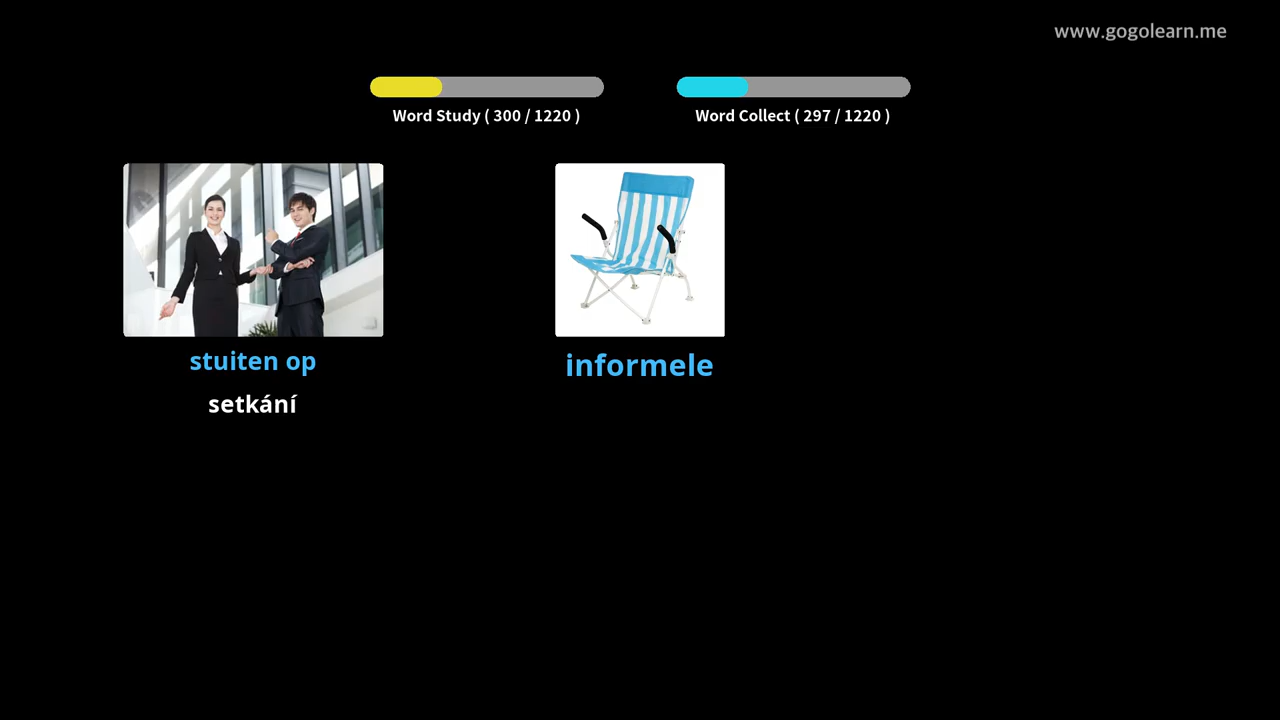 www.gogolearn.me
Word Study ( 300 / 1220 )
Word Collect ( 297 / 1220 )
stuiten op
setkání
informele